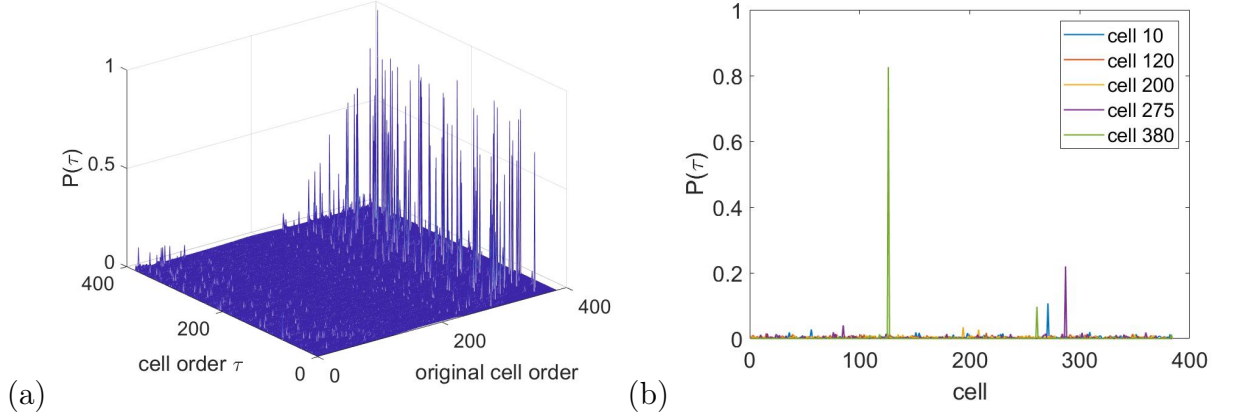 1
0.5
0
P(τ)
400
200
0
cell order τ
0
200
400
original cell order
(a)
1
0.8
0.6
0.4
0.2
0
P(τ)
cell 10
cell 120
cell 200
cell 275
cell 380
0 100 200 300 400
cell
(b)